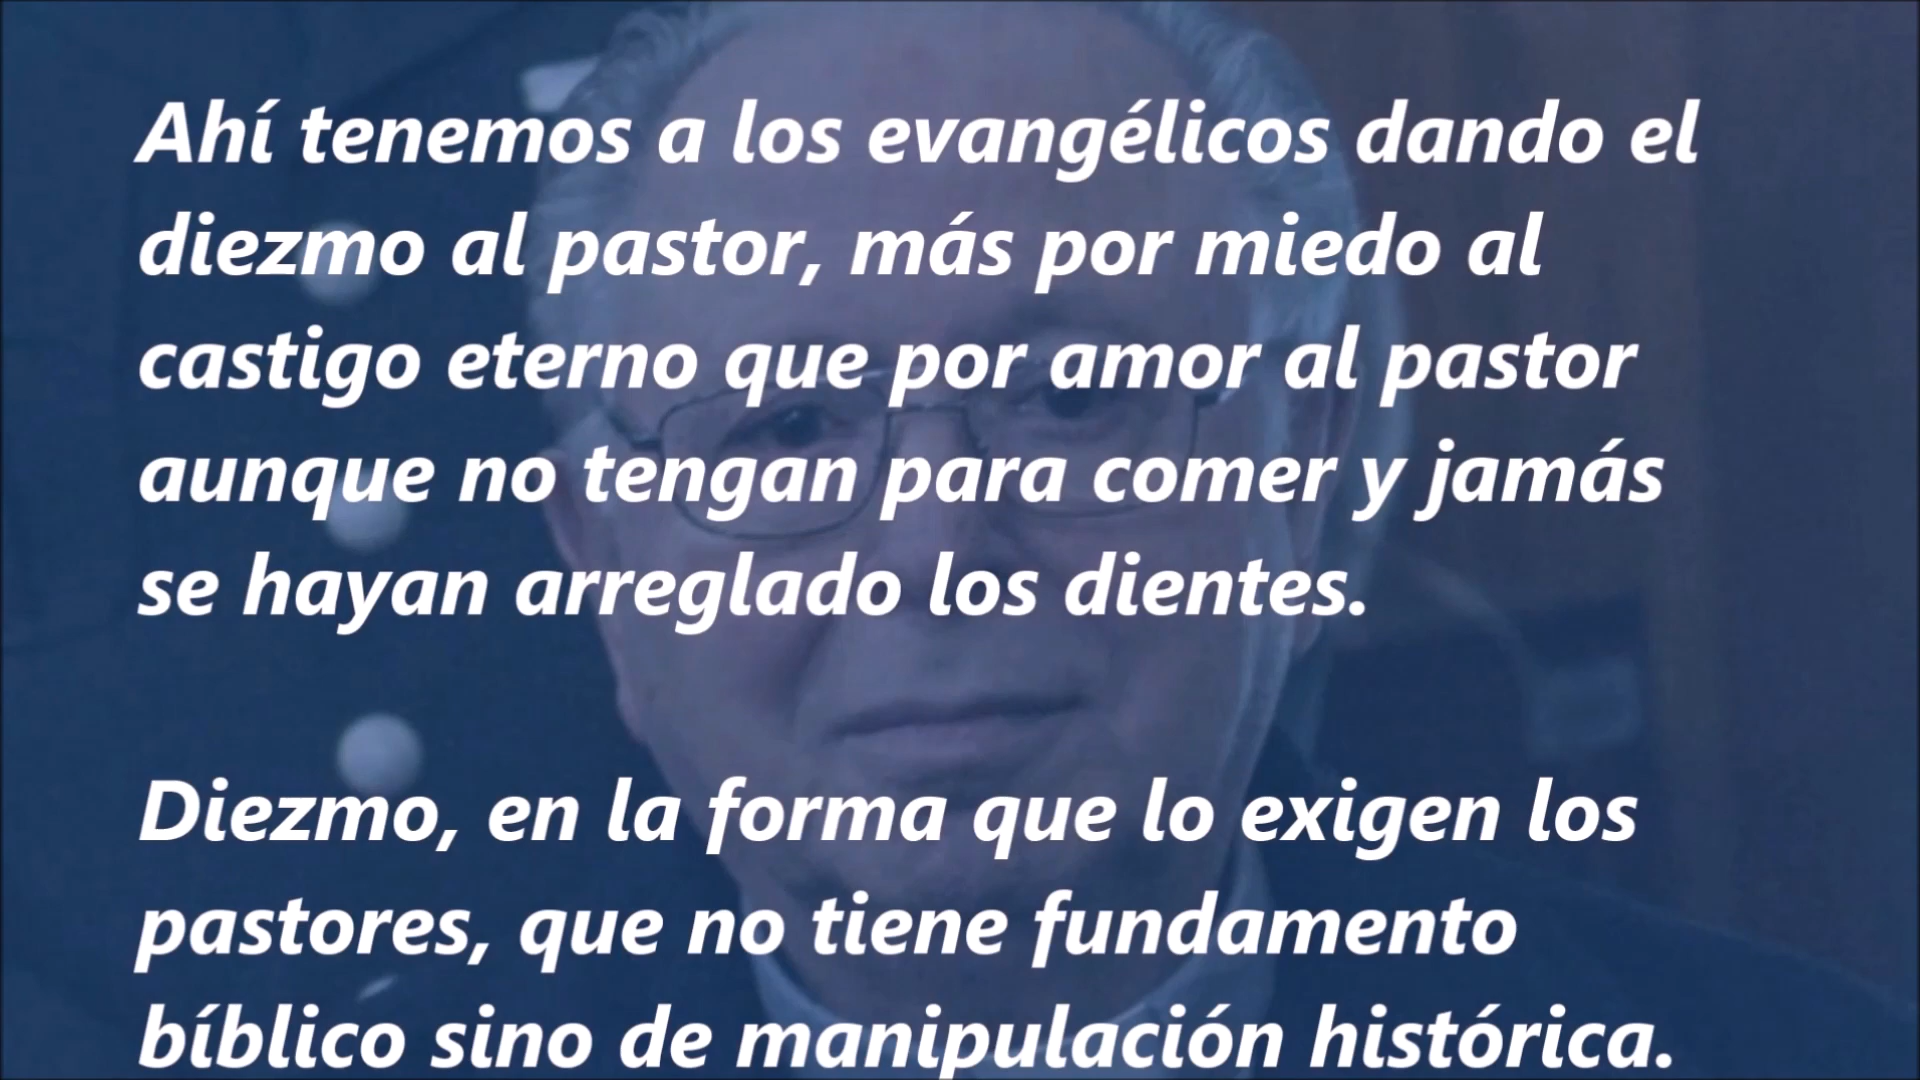 Ahí tenemos a los evangélicos dando el
diezmo al pastor, más por miedo al
castigo eterno que por amor al pastor
aunque no tengan para comer y jamás
se hayan arreglado los dientes.
Diezmo, en la forma que lo exigen los
pastores, que no tiene fundamento
bíblico sino de manipulación histórica.